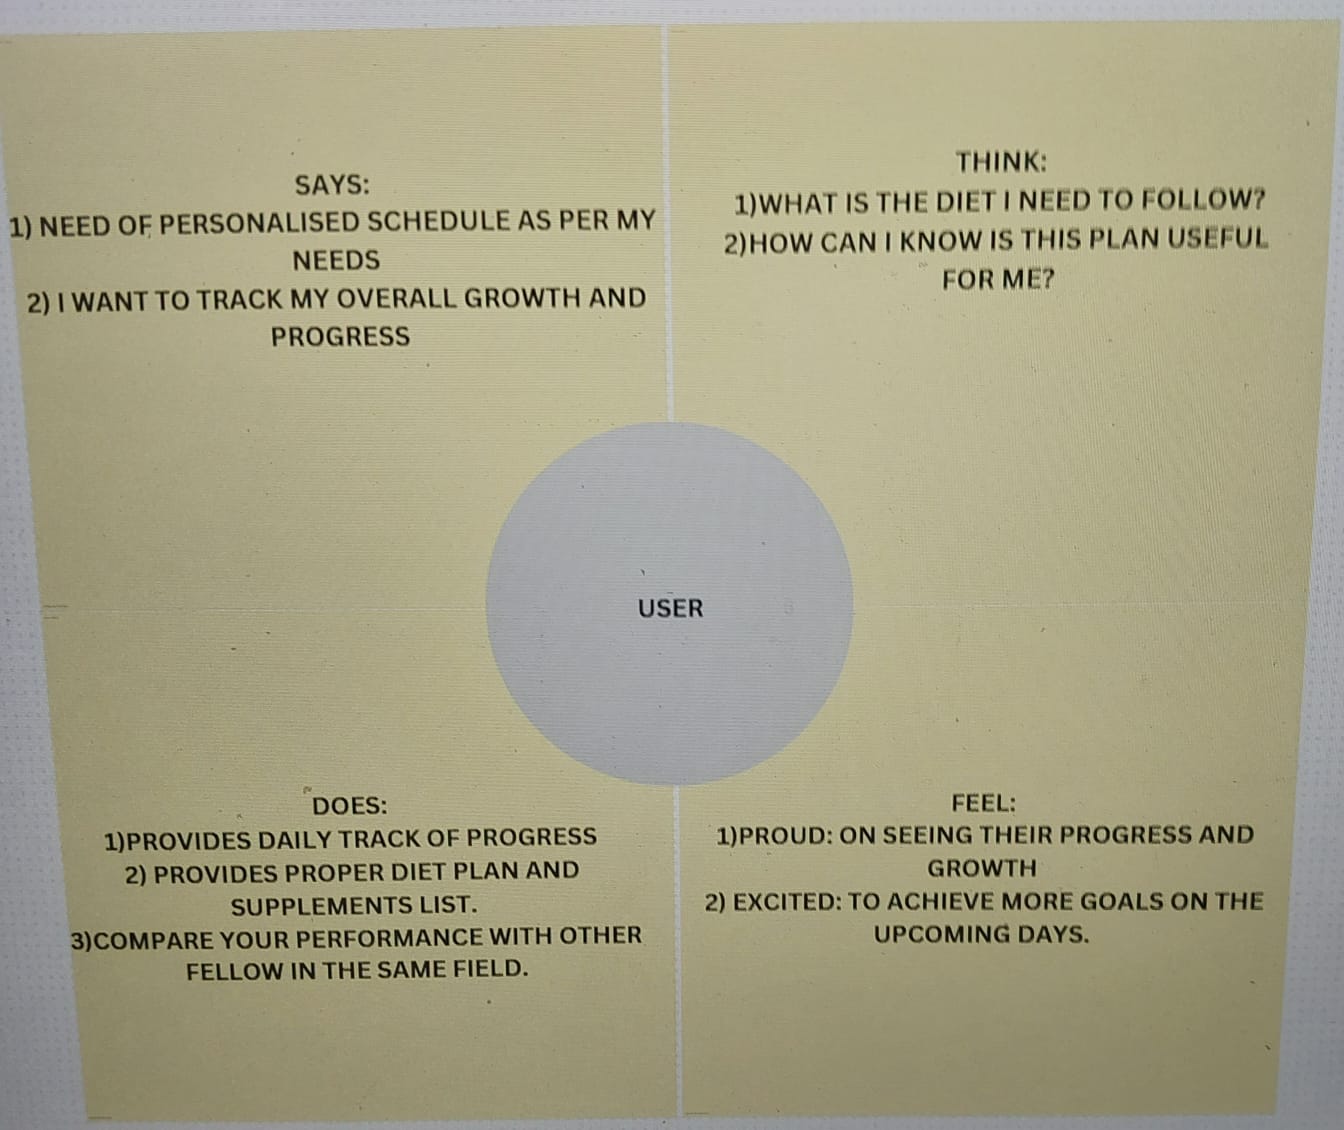 SAYS:
1) NEED OF PERSONALISED SCHEDULE AS PER MY
NEEDS
2) I WANT TO TRACK MY OVERALL GROWTH AND
PROGRESS
THINK:
1)WHAT IS THE DIET I NEED TO FOLLOW?
2)HOW CAN I KNOW IS THIS PLAN USEFUL
FOR ME?
USER
DOES:
1)PROVIDES DAILY TRACK OF PROGRESS
2) PROVIDES PROPER DIET PLAN AND
SUPPLEMENTS LIST.
3)COMPARE YOUR PERFORMANCE WITH OTHER
FELLOW IN THE SAME FIELD.
FEEL:
1)PROUD: ON SEEING THEIR PROGRESS AND
GROWTH
2) EXCITED: TO ACHIEVE MORE GOALS ON THE
UPCOMING DAYS.